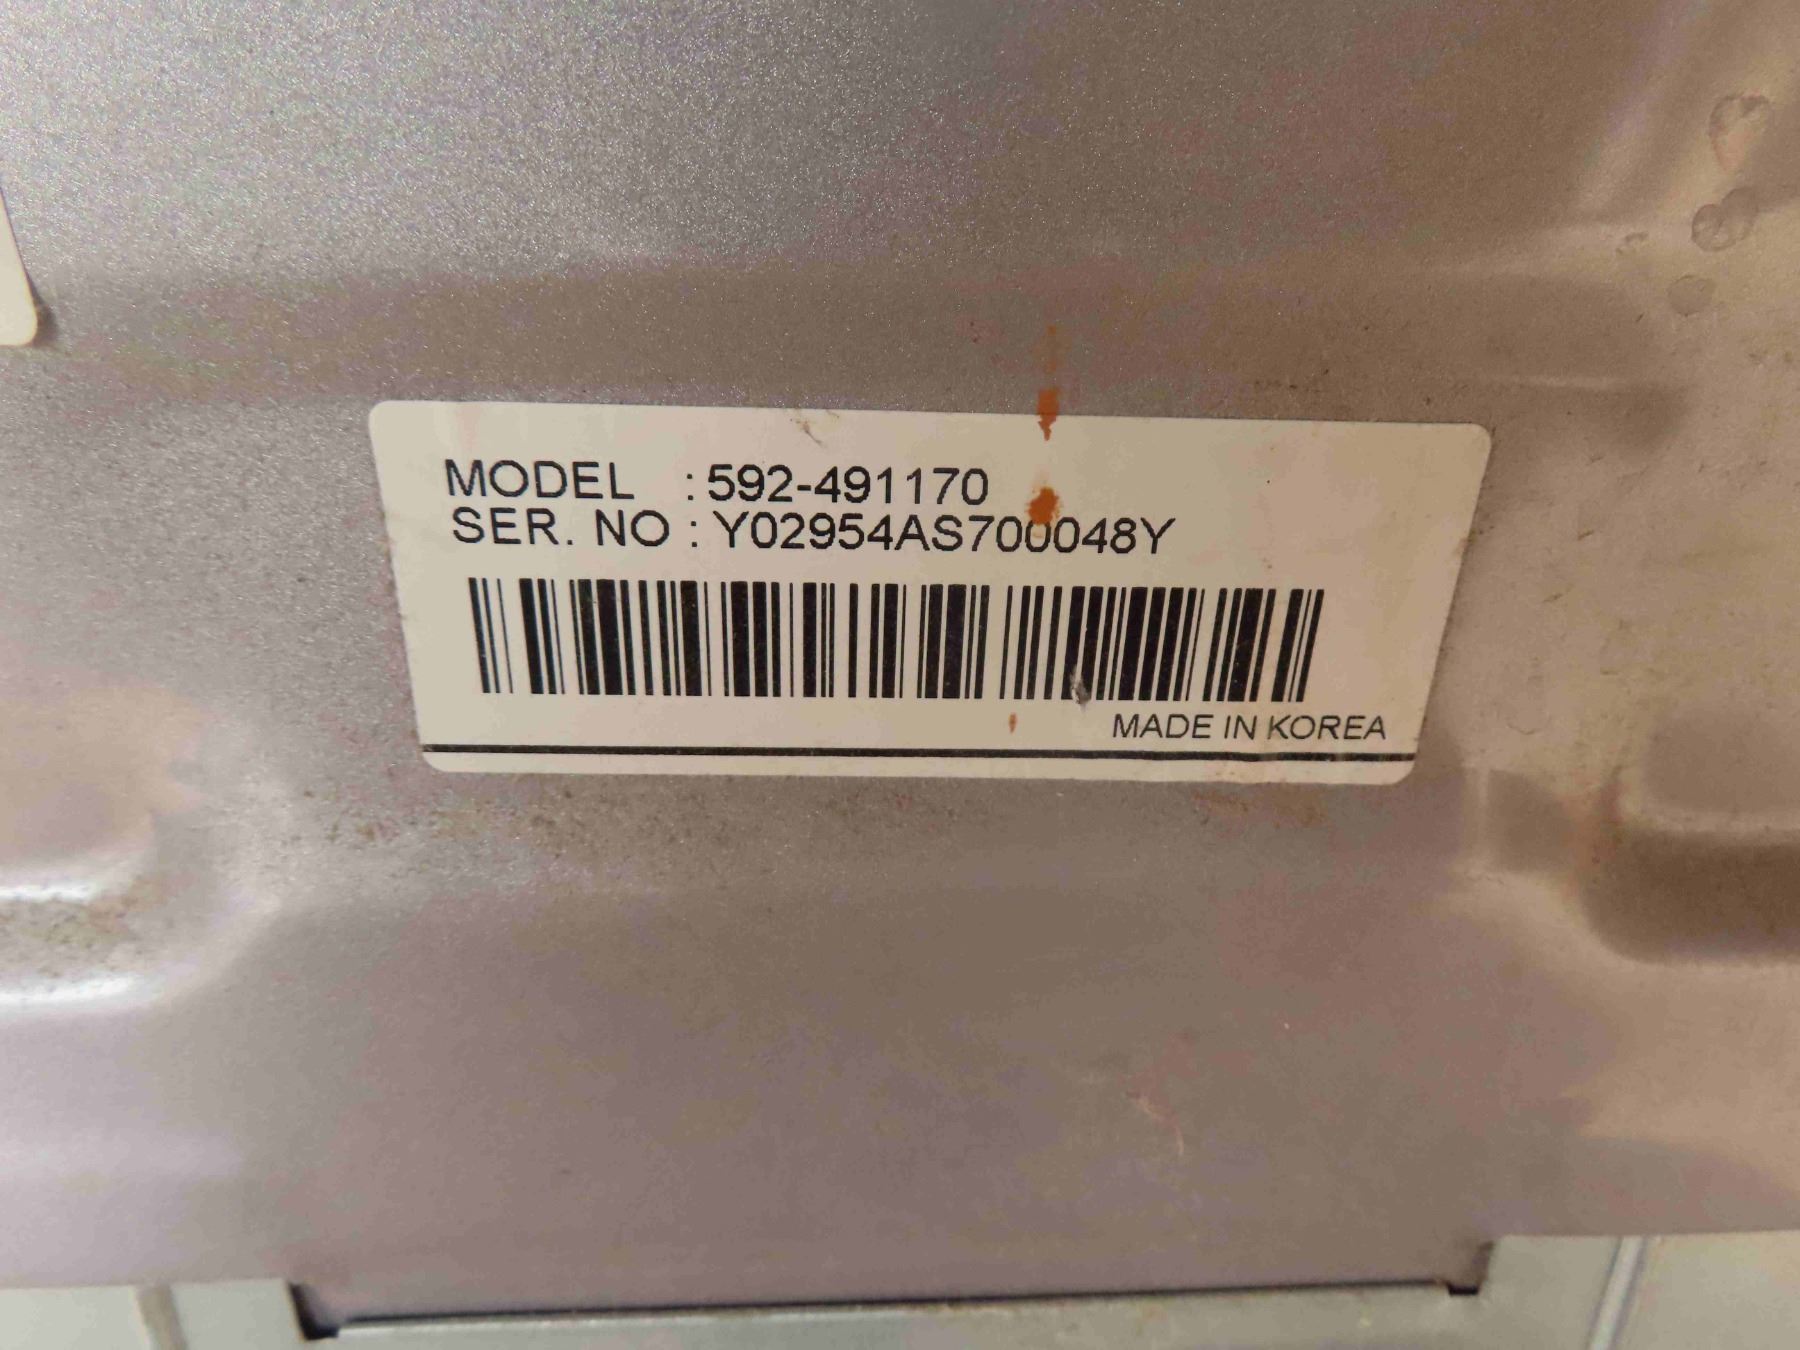 MODEL : 592-491170
SER. NO : Y02954AS700048Y
MADE IN KOREA